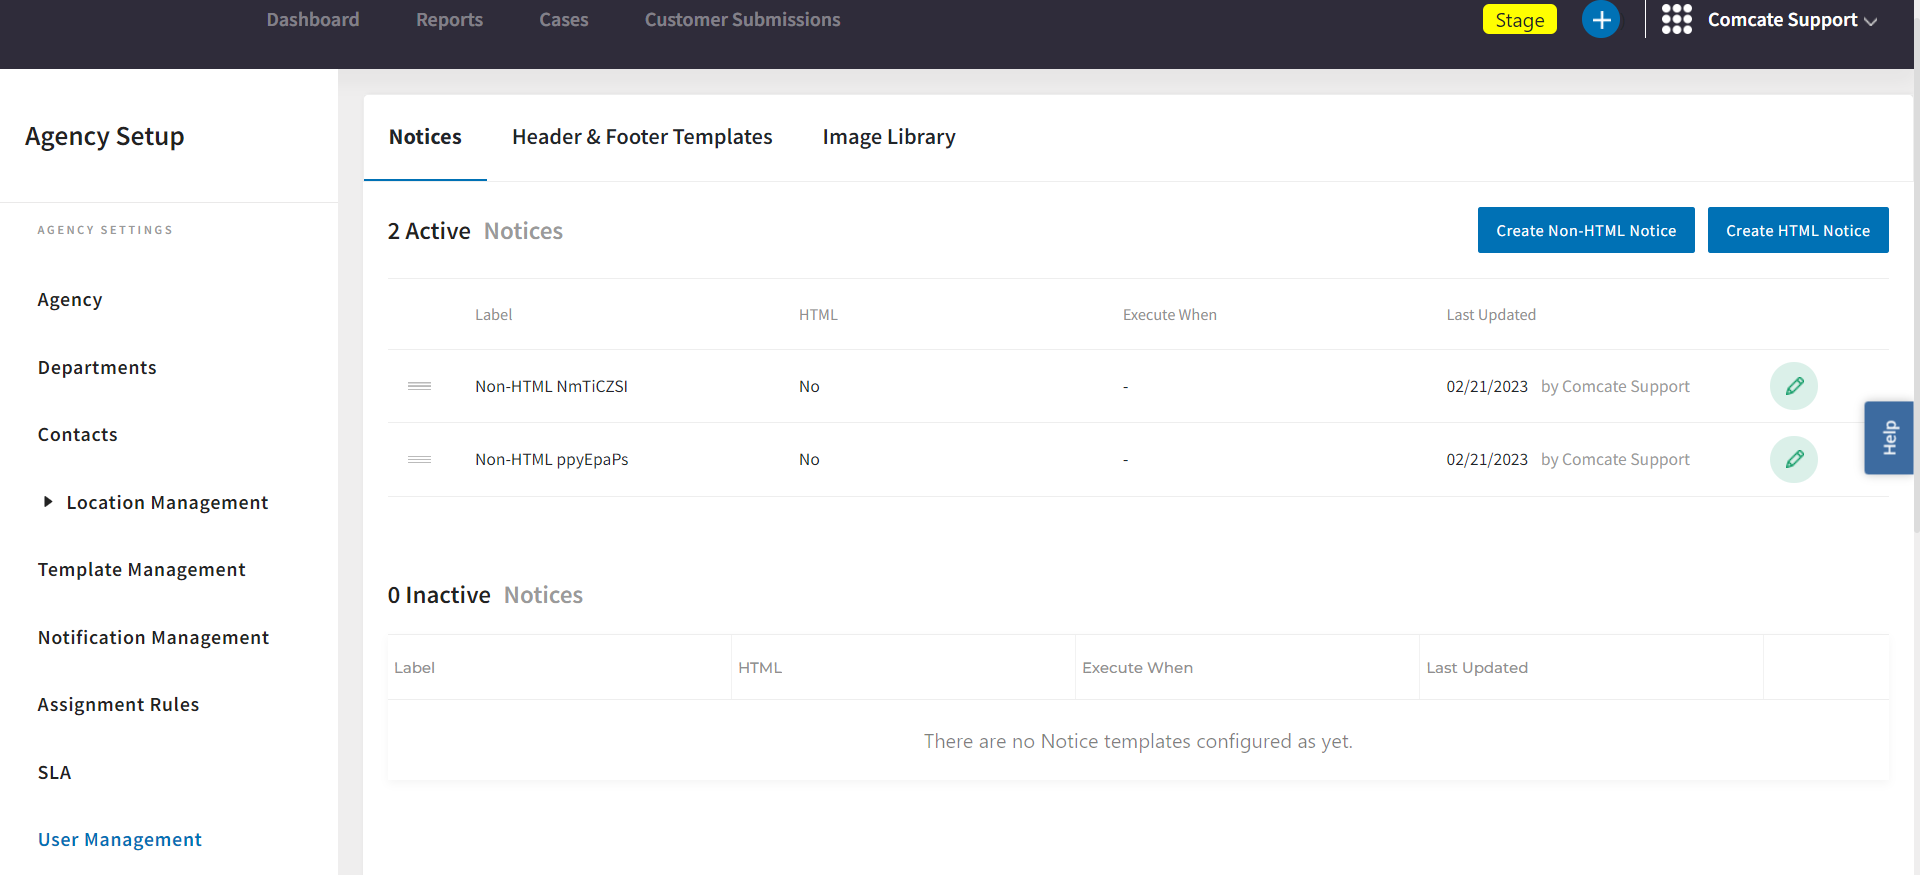 Dashboard Reports Cases Customer Submissions Stage Comcate Support
Agency Setup
AGENCY SETTINGS
Agency
Departments
Contacts
Location Management
Template Management
Notification Management
Assignment Rules
SLA
User Management
Notices Header & Footer Templates Image Library
2 Active Notices Create Non-HTML Notice Create HTML Notice
Label HTML Execute When Last Updated
Non-HTML NmTiCZSI No - 02/21/2023 by Comcate Support
Non-HTML ppyEpaPs No - 02/21/2023 by Comcate Support
Help
0 Inactive Notices
Label HTML Execute When Last Updated
There are no Notice templates configured as yet.